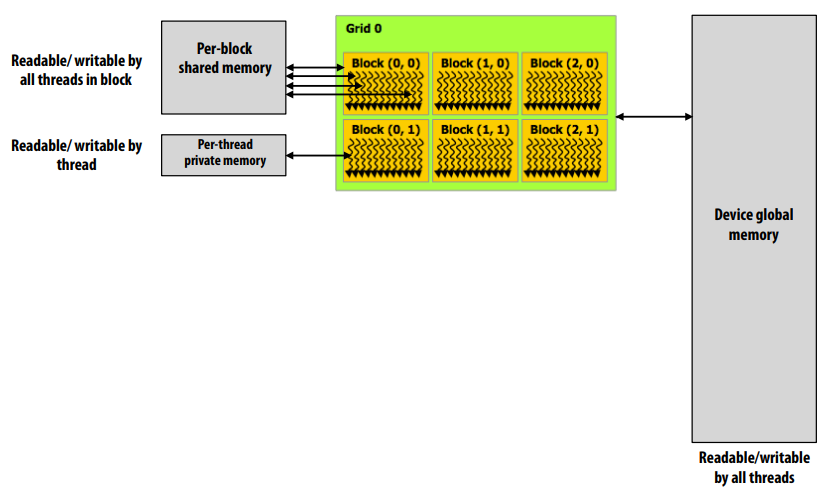 Readable/ writable by
all threads in block
Per-block
shared memory
Readable/ writable by
thread
Per-thread
private memory
Grid 0
Block (0, 0) Block (1, 0) Block (2, 0)
Block (0, 1) Block (1, 1) Block (2, 1)
Device global
memory
Readable/writable
by all threads